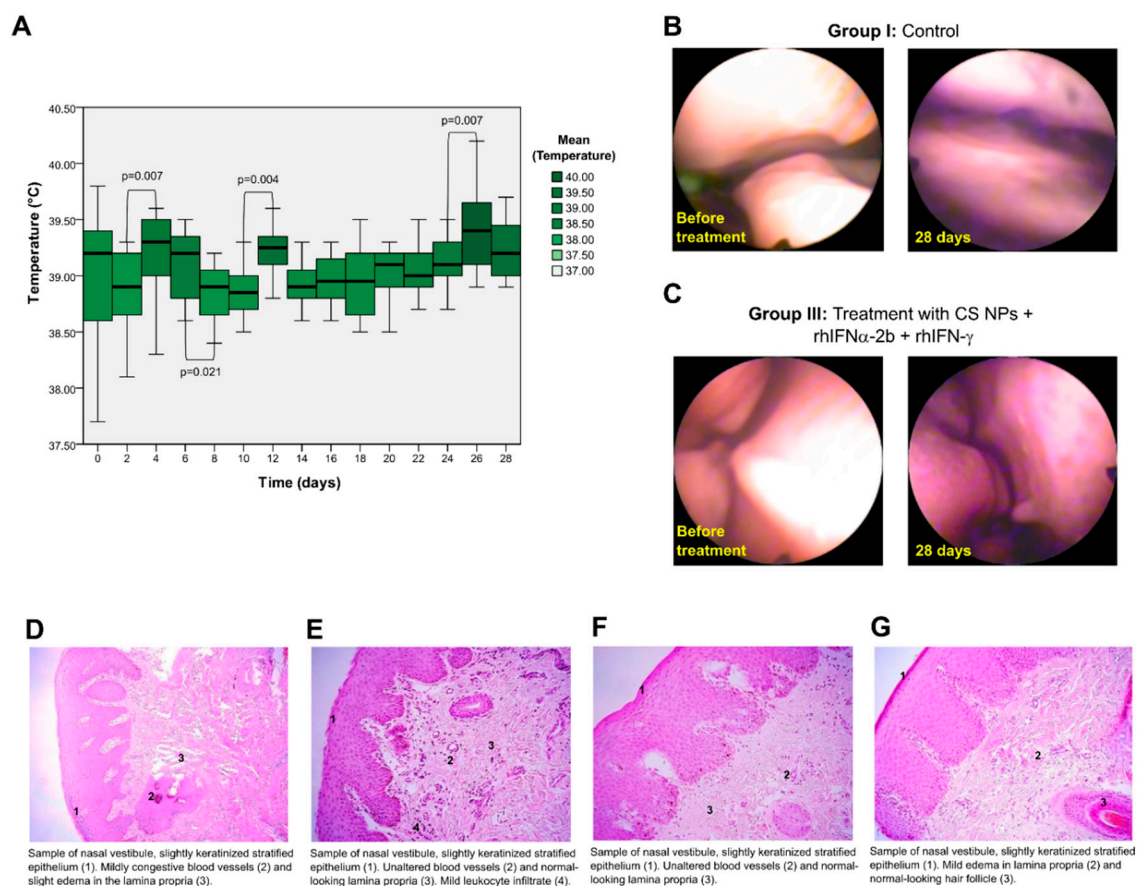 A
40.50
40.00
39.50
39.00
38.50
38.00
37.50
Temperature (°C)
p=0.007
p=0.004
p=0.007
p=0.021
0 2 4 6 8 10 12 14 16 18 20 22 24 26 28
Time (days)
Mean
(Temperature)
40.00
39.50
39.00
38.50
38.00
37.50
37.00
B
Group I: Control
Before
treatment
28 days
C
Group III: Treatment with CS NPs +
rhIFNα-2b + rhIFN-γ
Before
treatment
28 days
D
1
2
3
Sample of nasal vestibule, slightly keratinized stratified
epithelium (1). Mildly congestive blood vessels (2) and
slight edema in the lamina propria (3).
E
1
2
3
4
Sample of nasal vestibule, slightly keratinized stratified
epithelium (1). Unaltered blood vessels (2) and normal-
looking lamina propria (3). Mild leukocyte infiltrate (4).
F
1
2
3
Sample of nasal vestibule, slightly keratinized stratified
epithelium (1). Unaltered blood vessels (2) and normal-
looking lamina propria (3).
G
1
2
3
Sample of nasal vestibule, slightly keratinized stratified
epithelium (1). Mild edema in lamina propria (2) and
normal-looking hair follicle (3).